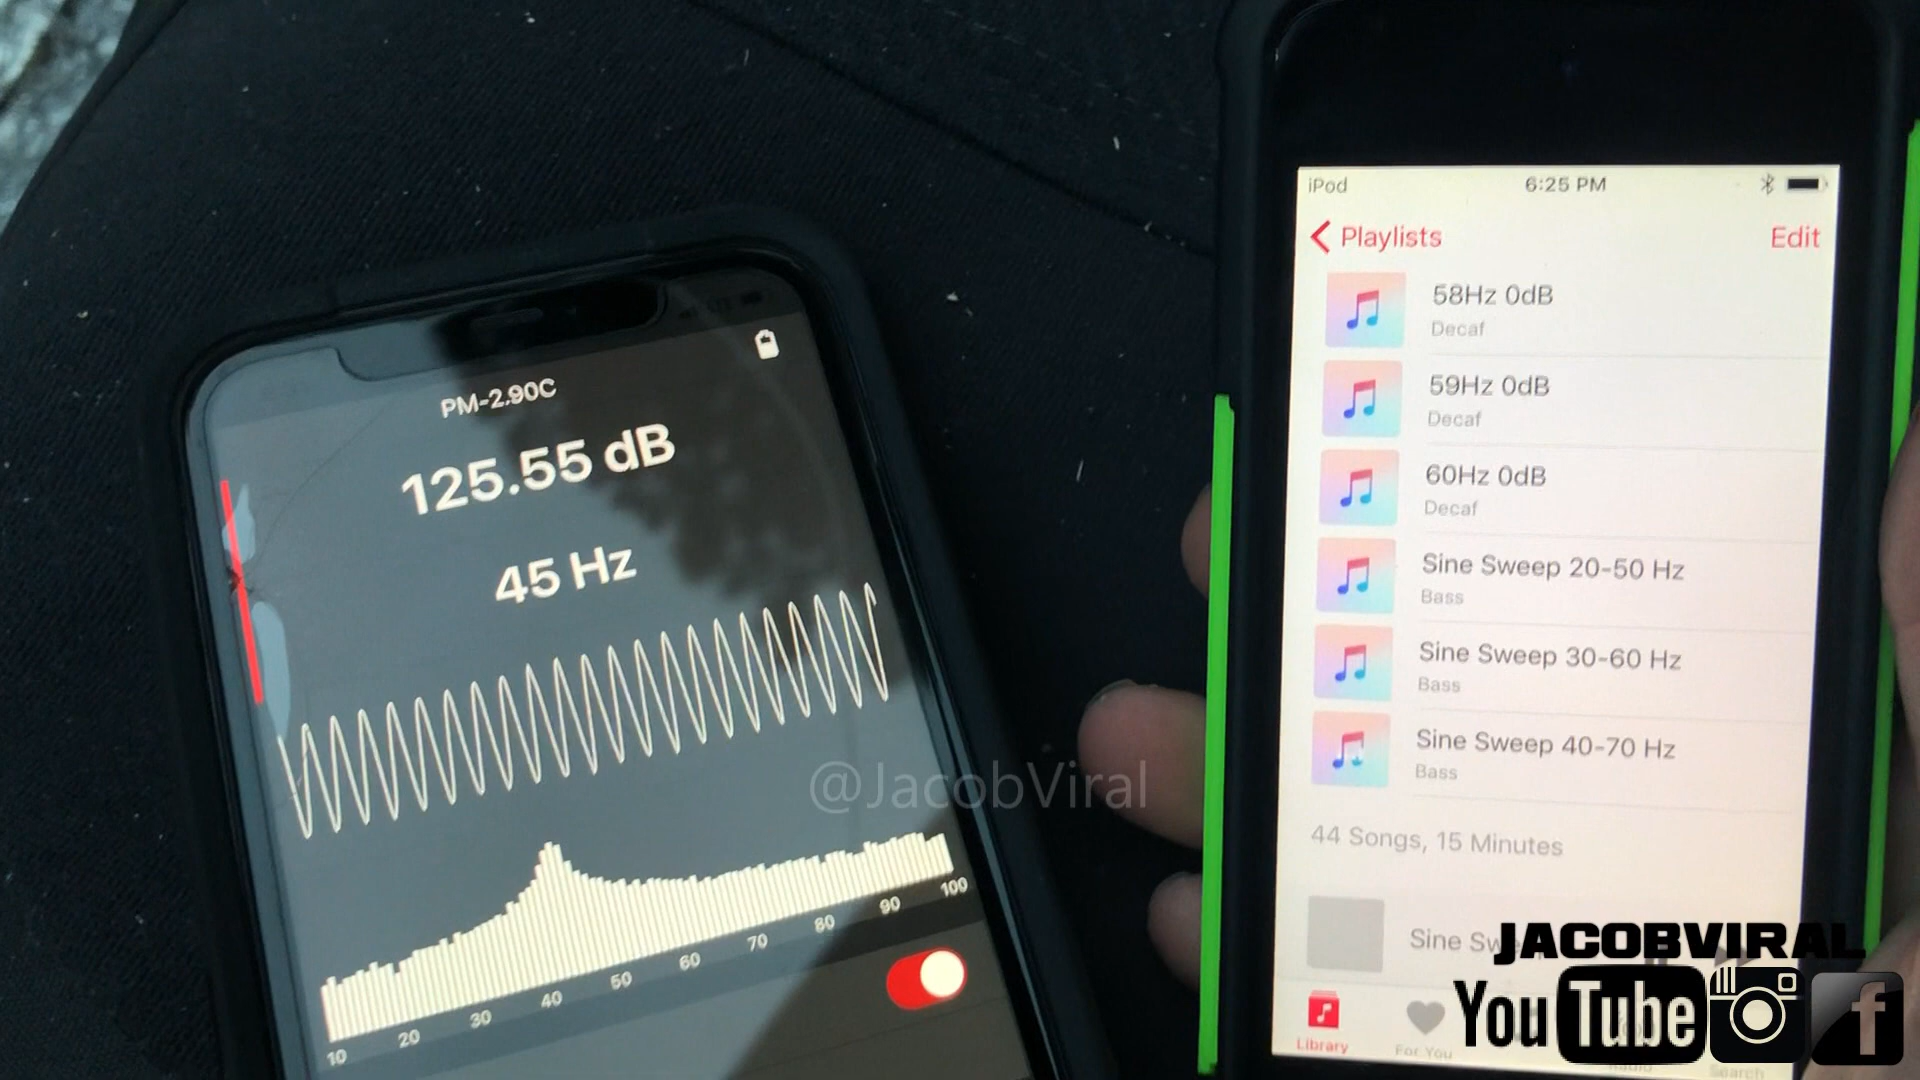 PM-2.90C
125.55 dB
45 Hz
10 20 30 40 50 60 70 80 90 100
@JacobViral
iPod 6:25 PM
Playlists Edit
58Hz 0dB
Decaf
59Hz 0dB
Decaf
60Hz 0dB
Decaf
Sine Sweep 20-50 Hz
Bass
Sine Sweep 30-60 Hz
Bass
Sine Sweep 40-70 Hz
Bass
44 Songs, 15 Minutes
Sine
JACOBVIRAL
YouTube f
Library For You Radio Search